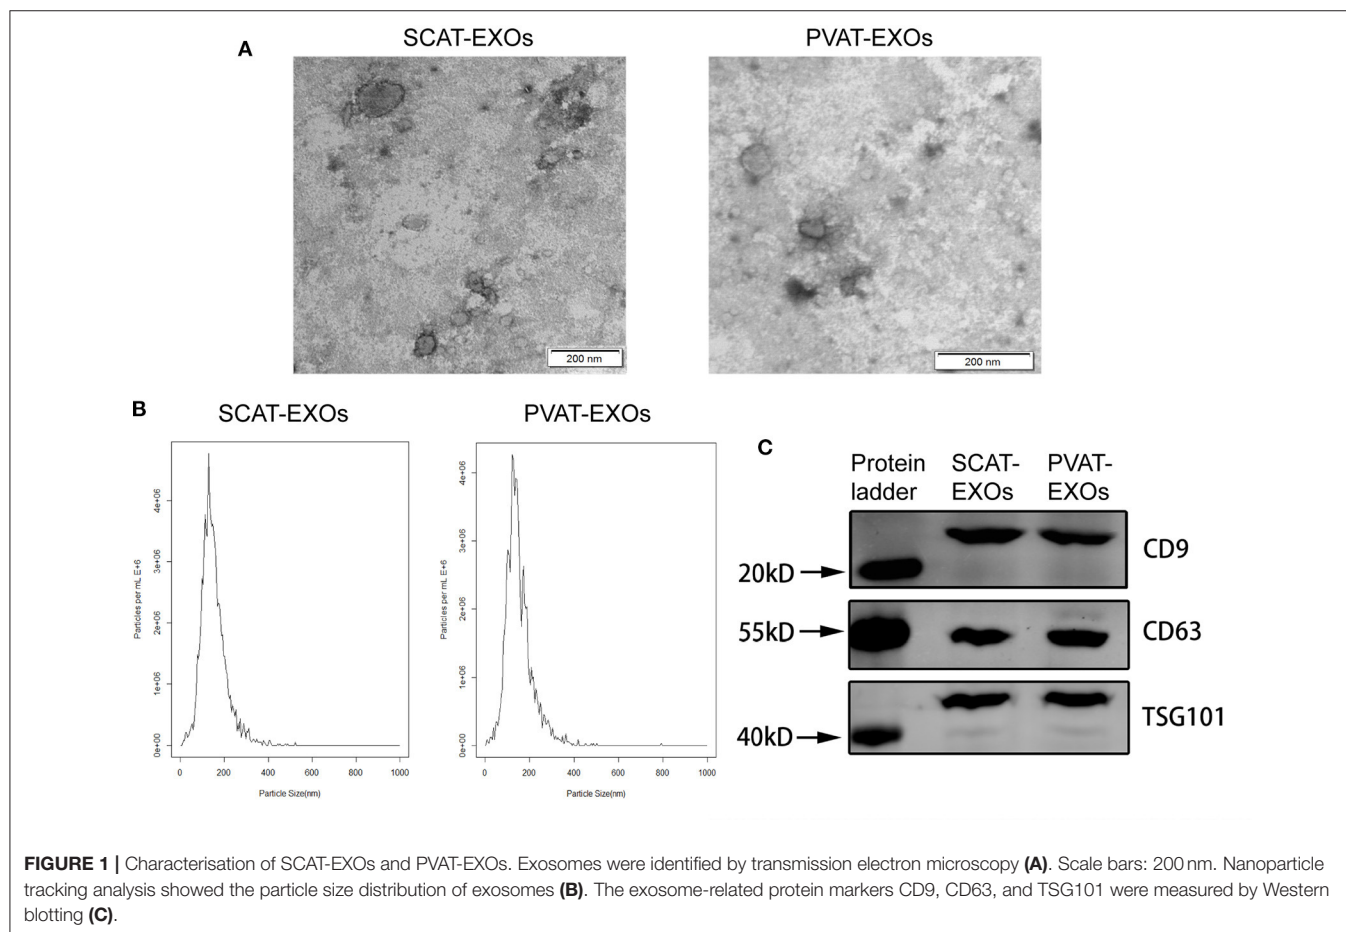 A
SCAT-EXOs
PVAT-EXOs
200 nm
200 nm
B
SCAT-EXOs
PVAT-EXOs
Particles per mL E+6
0e+00
1e+06
2e+06
3e+06
4e+06
0
200
400
600
800
1000
Particle Size(nm)
Particles per mL E+6
0e+00
1e+06
2e+06
3e+06
4e+06
0
200
400
600
800
1000
Particle Size(nm)
C
Protein
ladder
SCAT-
EXOs
PVAT-
EXOs
20kD
CD9
55kD
CD63
40kD
TSG101
FIGURE 1 | Characterisation of SCAT-EXOs and PVAT-EXOs. Exosomes were identified by transmission electron microscopy (A). Scale bars: 200 nm. Nanoparticle
tracking analysis showed the particle size distribution of exosomes (B). The exosome-related protein markers CD9, CD63, and TSG101 were measured by Western
blotting (C).